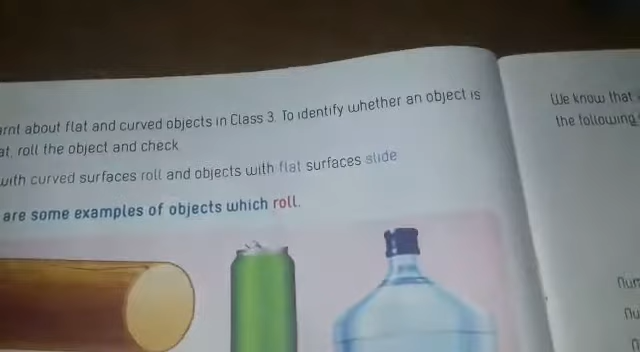 arnt about flat and curved objects in Class 3. To identify whether an object is
at, roll the object and check
with curved surfaces roll and objects with flat surfaces slide
are some examples of objects which roll.
We know that
the following